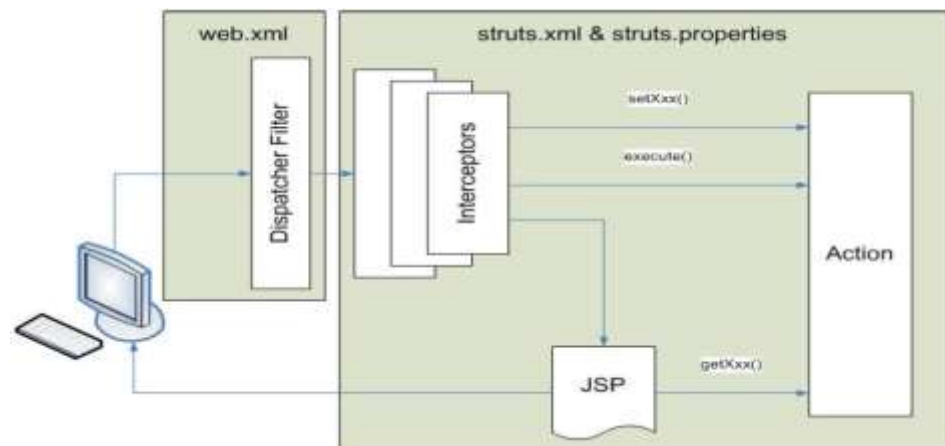 web.xml
struts.xml & struts.properties
Dispatcher Filter
Interceptors
setXxx()
execute()
Action
JSP
getXxx()